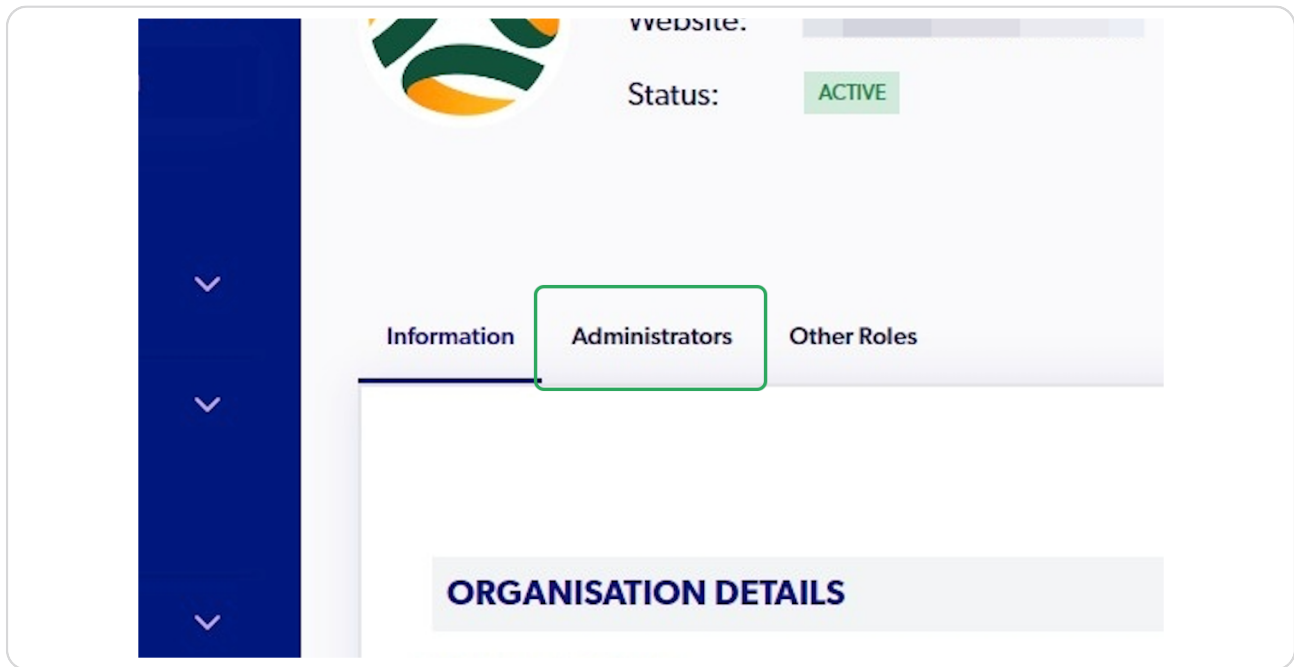 Website:
Status: ACTIVE
Information Administrators Other Roles
ORGANISATION DETAILS